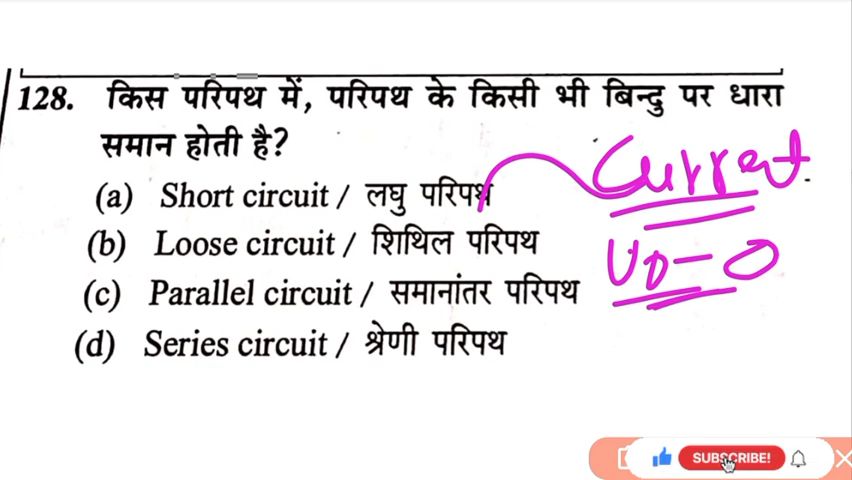 128. किस परिपथ में, परिपथ के किसी भी बिन्दु पर धारा
समान होती है?
(a) Short circuit / लघु परिपथ
(b) Loose circuit / शिथिल परिपथ
(c) Parallel circuit / समानांतर परिपथ
(d) Series circuit / श्रेणी परिपथ
Current
SUBSCRIBE!